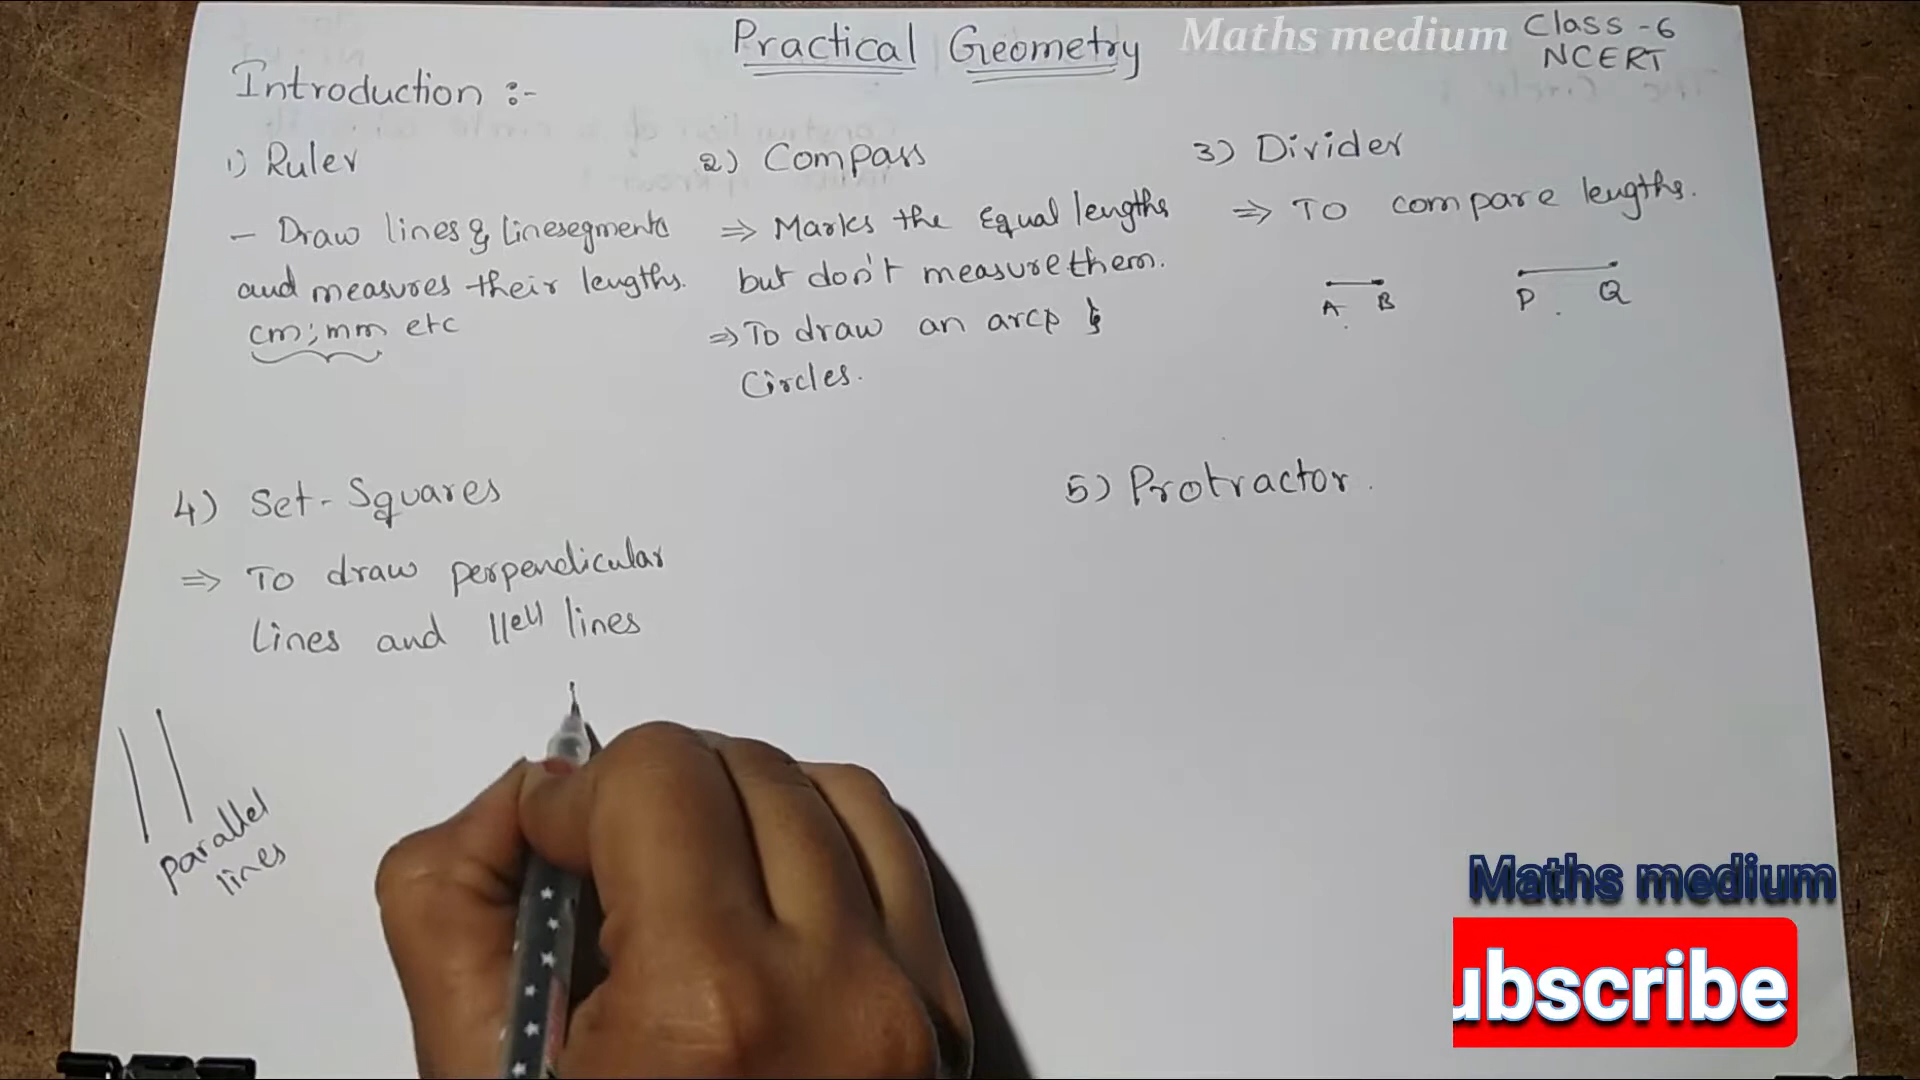 Practical Geometry
Maths medium
Class - 6
NCERT
Introduction :-
1) Ruler
- Draw lines & Linesegments
and measures their lengths.
cm; mm etc
2) Compass
⇒ Marks the Equal lengths
but don't measure them.
⇒ To draw an arcs &
Circles.
3) Divider
⇒ To compare lengths.
A B
P Q
4) Set-Squares
⇒ To draw perpendicular
Lines and llel lines
parallel
lines
5) Protractor.
Maths medium
ubscribe